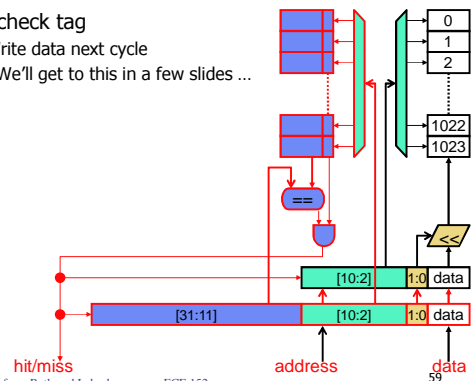 check tag
rite data next cycle
We'll get to this in a few slides …
0
1
2
1022
1023
==
<<
[10:2] 1:0 data
[31:11] [10:2] 1:0 data
hit/miss address data
59